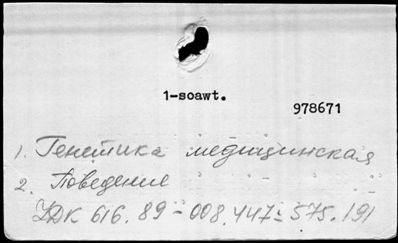 1-soawt.
978671
1. Генетика медицинская
2. Поведение " "
УДК 616.89-008.447:575.191